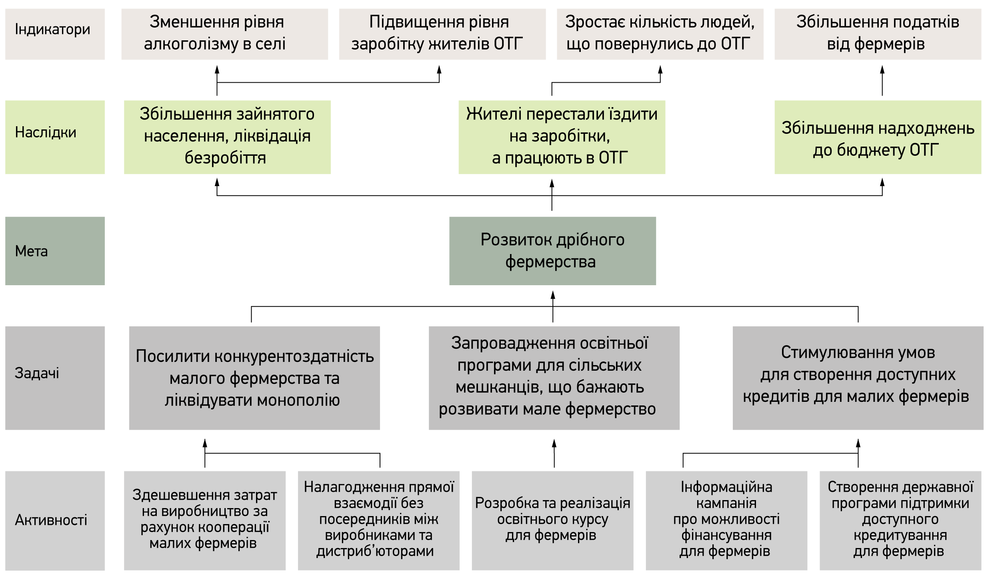 Індикатори
Зменшення рівня
алкоголізму в селі
Підвищення рівня
заробітку жителів ОТГ
Зростає кількість людей,
що повернулись до ОТГ
Збільшення податків
від фермерів
Наслідки
Збільшення зайнятого
населення, ліквідація
безробіття
Жителі перестали їздити
на заробітки,
а працюють в ОТГ
Збільшення надходжень
до бюджету ОТГ
Мета
Розвиток дрібного
фермерства
Задачі
Посилити конкурентоздатність
малого фермерства та
ліквідувати монополію
Запровадження освітньої
програми для сільських
мешканців, що бажають
розвивати мале фермерство
Стимулювання умов
для створення доступних
кредитів для малих фермерів
Активності
Здешевшення затрат
на виробництво за
рахунок кооперації
малих фермерів
Налагодження прямої
взаємодії без
посередників між
виробниками та
дистриб’юторами
Розробка та реалізація
освітнього курсу
для фермерів
Інформаційна
кампанія
про можливості
фінансування
для фермерів
Створення державної
програми підтримки
доступного
кредитування
для фермерів